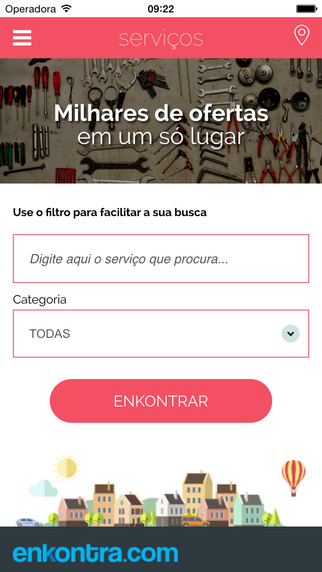 Operadora 09:22
serviços
Milhares de ofertas
em um só lugar
Use o filtro para facilitar a sua busca
Digite aqui o serviço que procura...
Categoria
TODAS
ENKONTRAR
enkontra.com